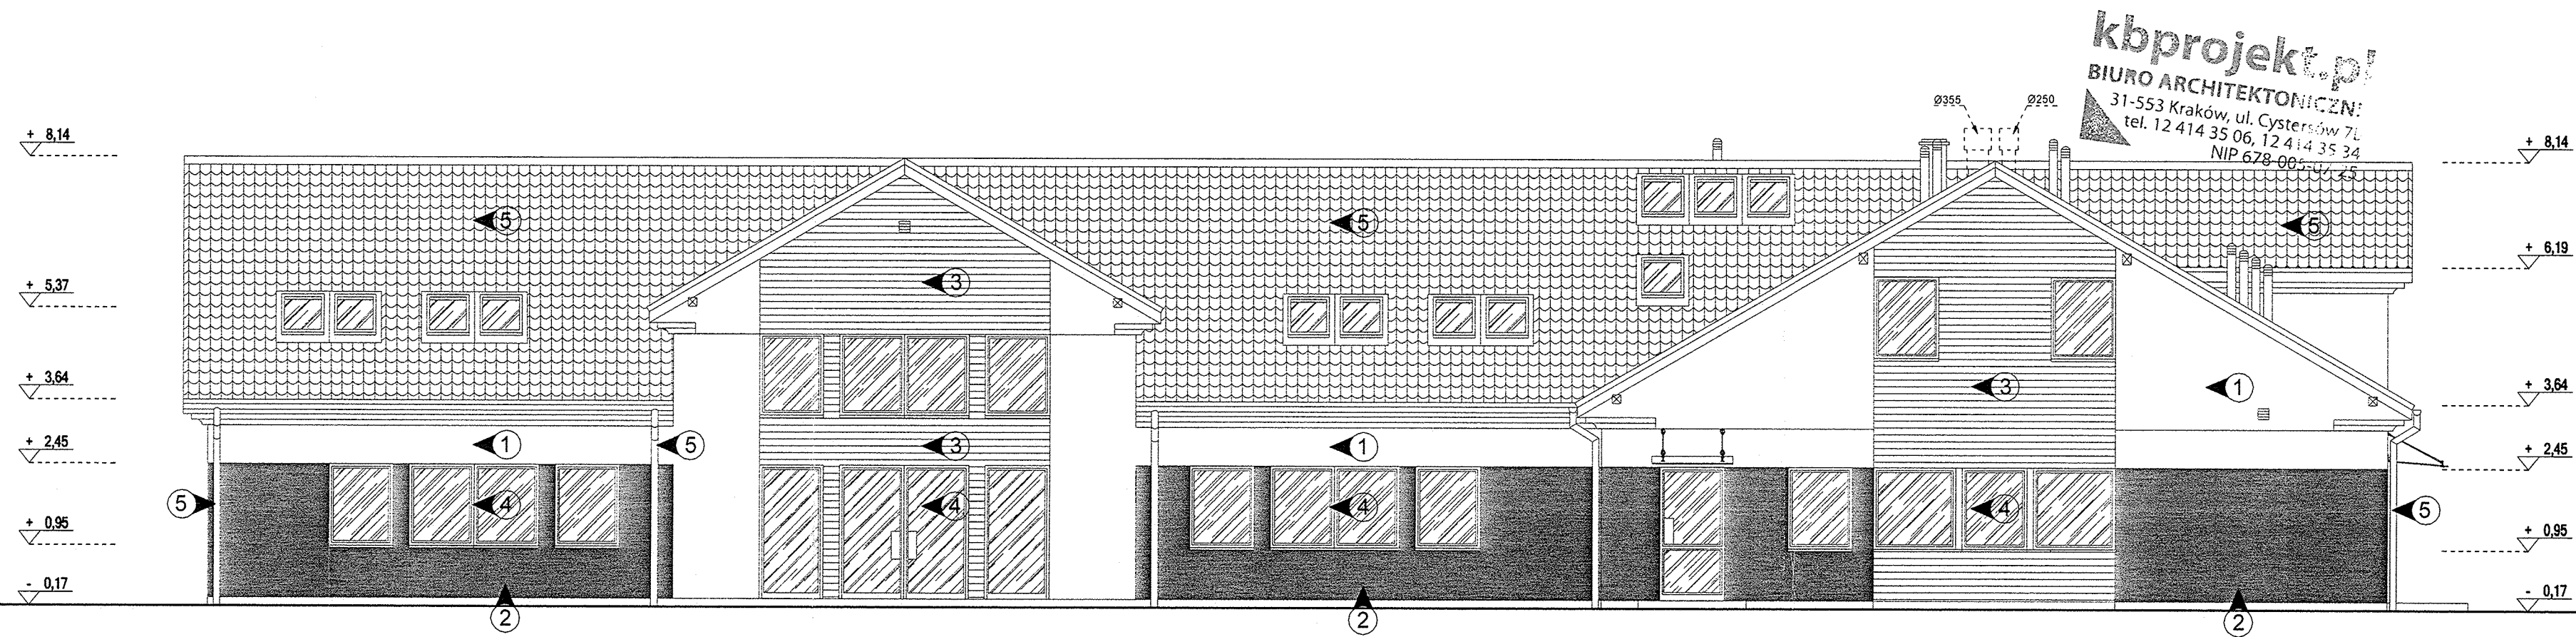 kbprojekt.pl
BIURO ARCHITEKTONICZN
31-553 Kraków, ul. Cystersów 7
tel. 12 414 35 06, 12 414 35 34
NIP
Ø355 Ø250
+ 8,14
+ 8,14
5 5 5
+ 6,19
3
+ 5,37
3 1
+ 3,64
+ 3,64
1 5 3 1
+ 2,45
+ 2,45
5 4 4 4 4 5
+ 0,95
+ 0,95
- 0,17
- 0,17
2 2 2